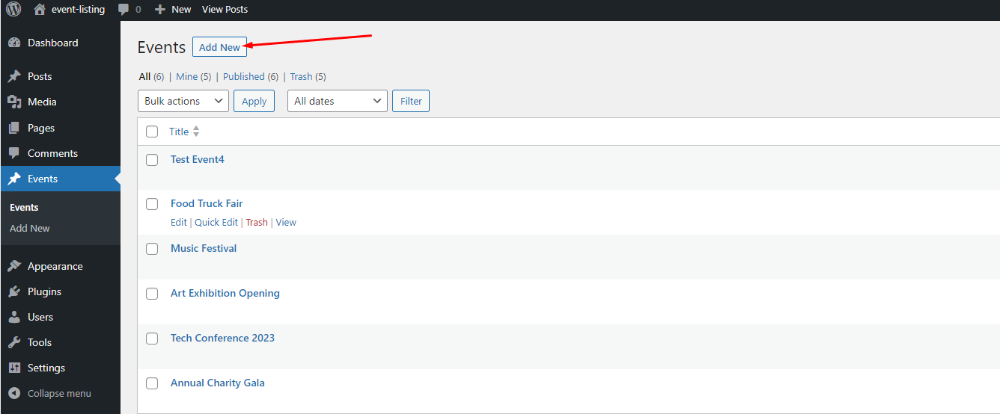 event-listing 0 New View Posts
Dashboard
Posts
Media
Pages
Comments
Events
Events
Add New
Appearance
Plugins
Users
Tools
Settings
Collapse menu
Events Add New
All (6) | Mine (5) | Published (6) | Trash (5)
Bulk actions Apply All dates Filter
Title
Test Event4
Food Truck Fair
Edit | Quick Edit | Trash | View
Music Festival
Art Exhibition Opening
Tech Conference 2023
Annual Charity Gala